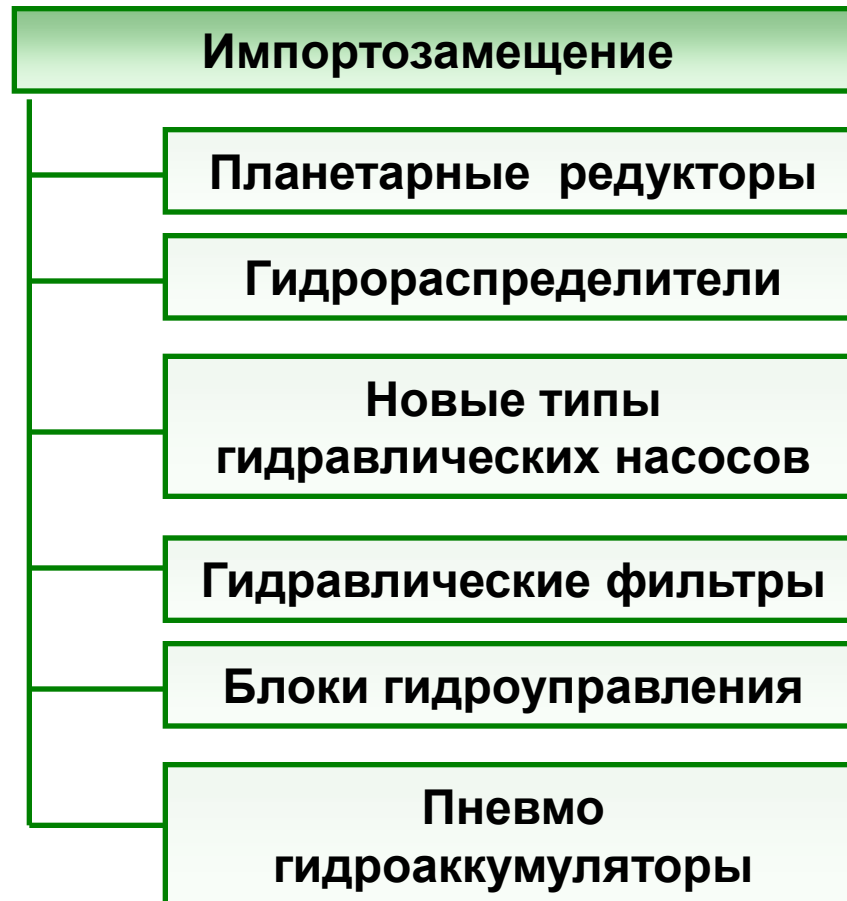 Импортозамещение
Планетарные редукторы
Гидрораспределители
Новые типы
гидравлических насосов
Гидравлические фильтры
Блоки гидроуправления
Пневмо
гидроаккумуляторы